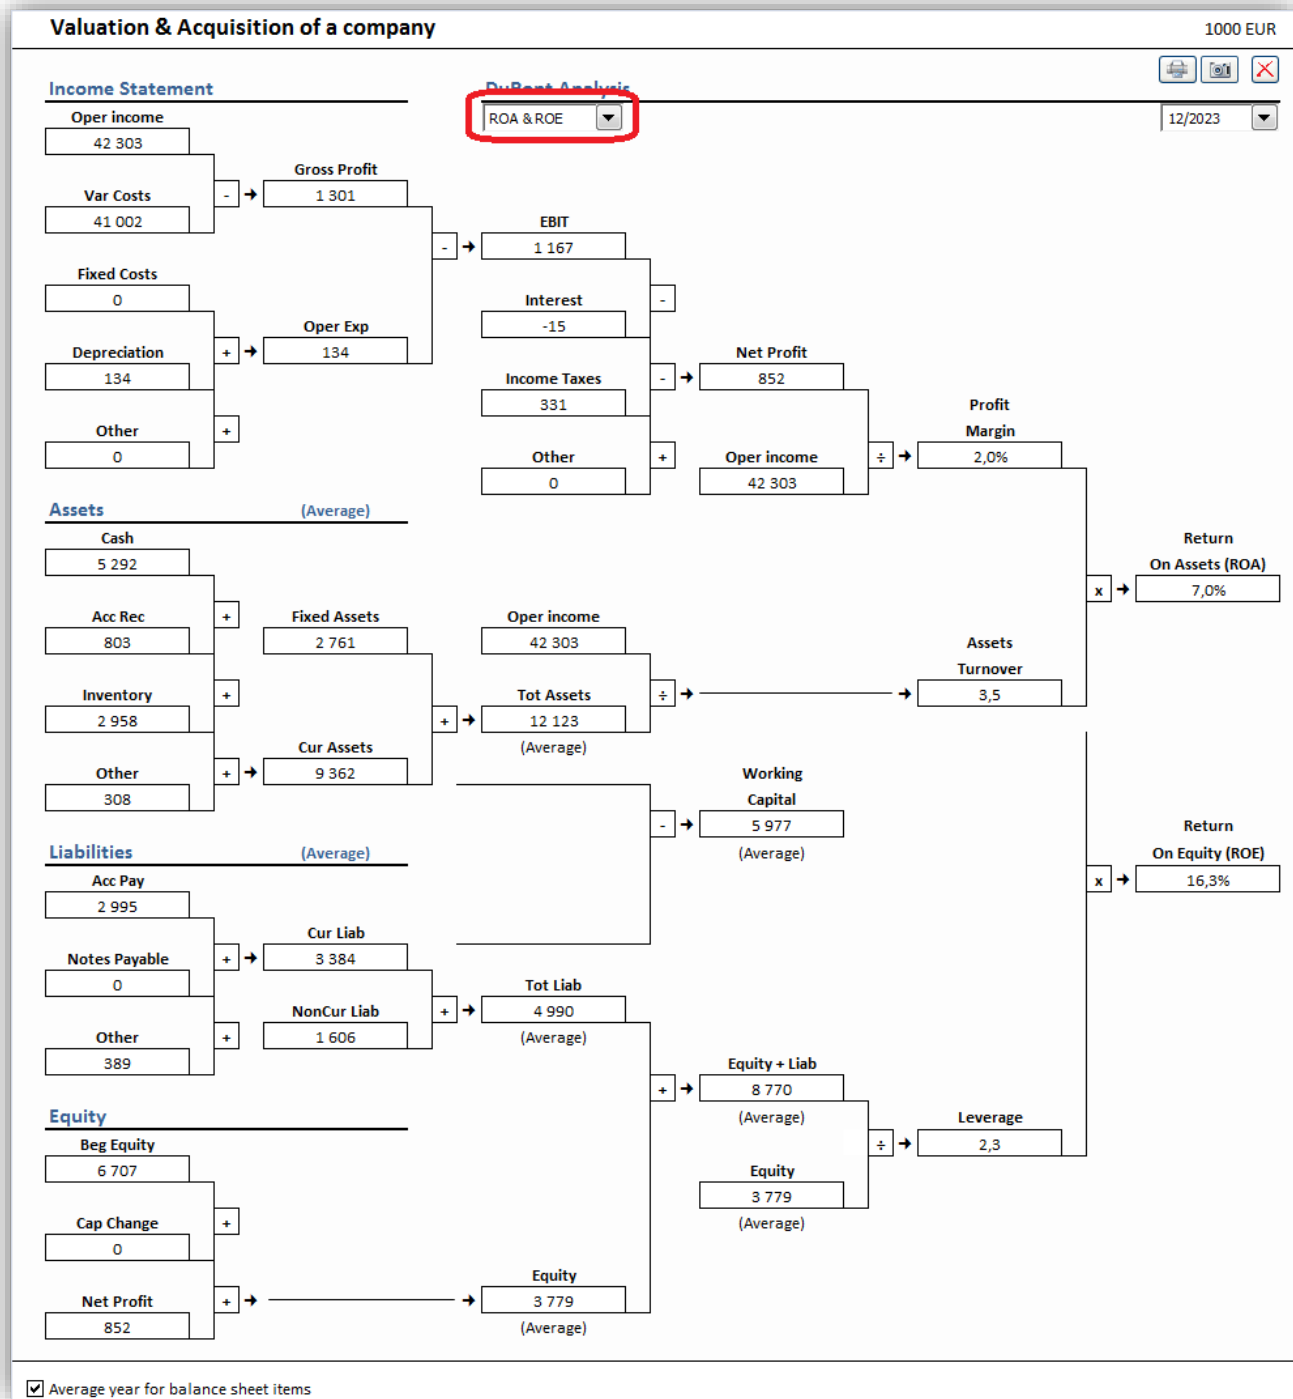 Valuation & Acquisition of a company 1000 EUR
Income Statement DuPont Analysis
Oper income ROA & ROE 12/2023
42 303
Gross Profit
Var Costs - 1 301
41 002 EBIT
- 1 167
Fixed Costs
0 Interest -
Oper Exp -15
Depreciation + 134 Net Profit
134 Income Taxes - 852
331 Profit
Other + Margin
0 Other + Oper income ÷ 2,0%
0 42 303
Assets (Average)
Cash Return
5 292 On Assets (ROA)
x 7,0%
Acc Rec + Fixed Assets Oper income
803 2 761 42 303 Assets
Turnover
Inventory + Tot Assets ÷ 3,5
2 958 + 12 123
Cur Assets (Average)
Other + 9 362 Working
308 Capital
- 5 977 Return
Liabilities (Average) (Average) On Equity (ROE)
Acc Pay x 16,3%
2 995
Cur Liab
Notes Payable + 3 384
0 Tot Liab
NonCur Liab + 4 990
Other + 1 606 (Average)
389 Equity + Liab
+ 8 770
Equity (Average) Leverage
Beg Equity ÷ 2,3
6 707 Equity
3 779
Cap Change + (Average)
0
Equity
Net Profit + 3 779
852 (Average)
Average year for balance sheet items